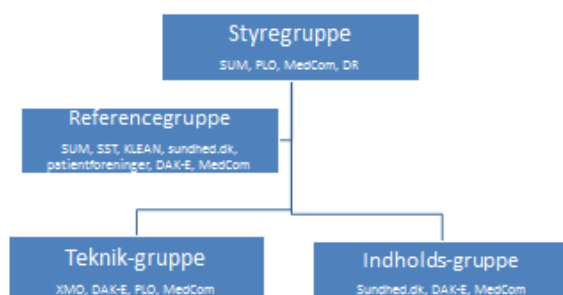 Styregruppe
SUM, PLO, MedCom, DR
Referencegruppe
SUM, SST, KLEAN, sundhed.dk,
patientforeninger, DAK-E, MedCom
Teknik-gruppe
XMO, DAK-E, PLO, MedCom
Indholds-gruppe
Sundhed.dk, DAK-E, MedCom